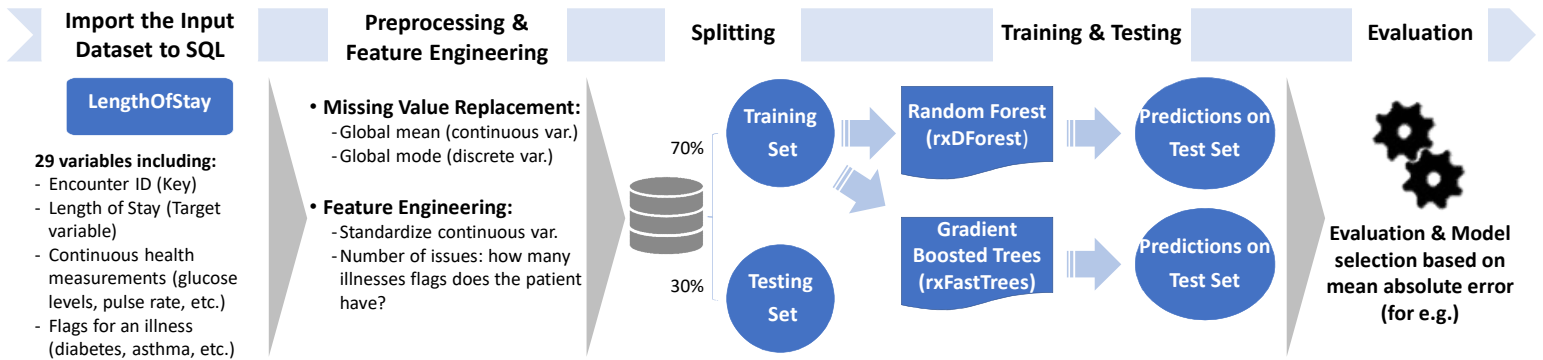 Import the Input
Dataset to SQL
LengthOfStay
29 variables including:
- Encounter ID (Key)
- Length of Stay (Target
variable)
- Continuous health
measurements (glucose
levels, pulse rate, etc.)
- Flags for an illness
(diabetes, asthma, etc.)
Preprocessing &
Feature Engineering
• Missing Value Replacement:
-Global mean (continuous var.)
-Global mode (discrete var.)
• Feature Engineering:
-Standardize continuous var.
-Number of issues: how many
illnesses flags does the patient
have?
Splitting
70%
30%
Training
Set
Testing
Set
Training & Testing
Random Forest
(rxDForest)
Predictions on
Test Set
Gradient
Boosted Trees
(rxFastTrees)
Predictions on
Test Set
Evaluation
Evaluation & Model
selection based on
mean absolute error
(for e.g.)